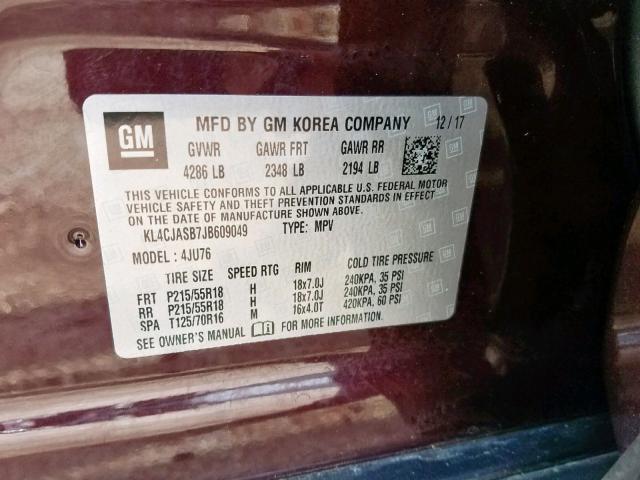 GM
MFD BY GM KOREA COMPANY 12/17
GVWR GAWR FRT GAWR RR
4286 LB 2348 LB 2194 LB
THIS VEHICLE CONFORMS TO ALL APPLICABLE U.S. FEDERAL MOTOR
VEHICLE SAFETY AND THEFT PREVENTION STANDARDS IN EFFECT
ON THE DATE OF MANUFACTURE SHOWN ABOVE.
KL4CJASB7JB609049 TYPE: MPV
MODEL: 4JU76
TIRE SIZE SPEED RTG RIM COLD TIRE PRESSURE
FRT P215/55R18 H 18x7.0J 240KPA, 35 PSI
RR P215/55R18 H 18x7.0J 240KPA, 35 PSI
SPA T125/70R16 M 16x4.0T 420KPA, 60 PSI
SEE OWNER'S MANUAL FOR MORE INFORMATION.